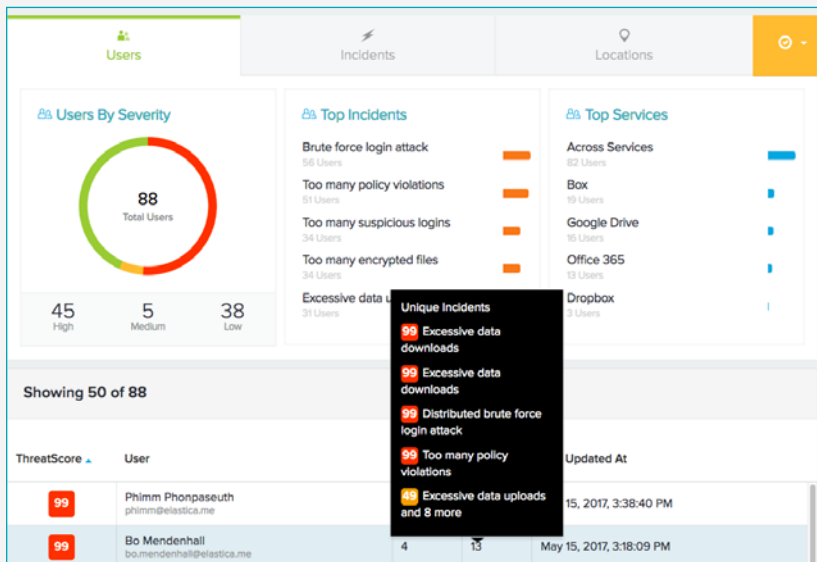 Users
Incidents
Locations
Users By Severity
88
Total Users
45
High
5
Medium
38
Low
Top Incidents
Brute force login attack
56 Users
Too many policy violations
51 Users
Too many suspicious logins
34 Users
Too many encrypted files
34 Users
Excessive data
31 Users
Top Services
Across Services
82 Users
Box
19 Users
Google Drive
16 Users
Office 365
13 Users
Dropbox
3 Users
Unique Incidents
99 Excessive data
downloads
99 Excessive data
downloads
99 Distributed brute force
login attack
99 Too many policy
violations
49 Excessive data uploads
and 8 more
Showing 50 of 88
ThreatScore
User
Updated At
99
Phimm Phonpaseuth
phimm@elastica.me
15, 2017, 3:38:40 PM
99
Bo Mendenhall
bo.mendenhall@elastica.me
4
13
May 15, 2017, 3:18:09 PM